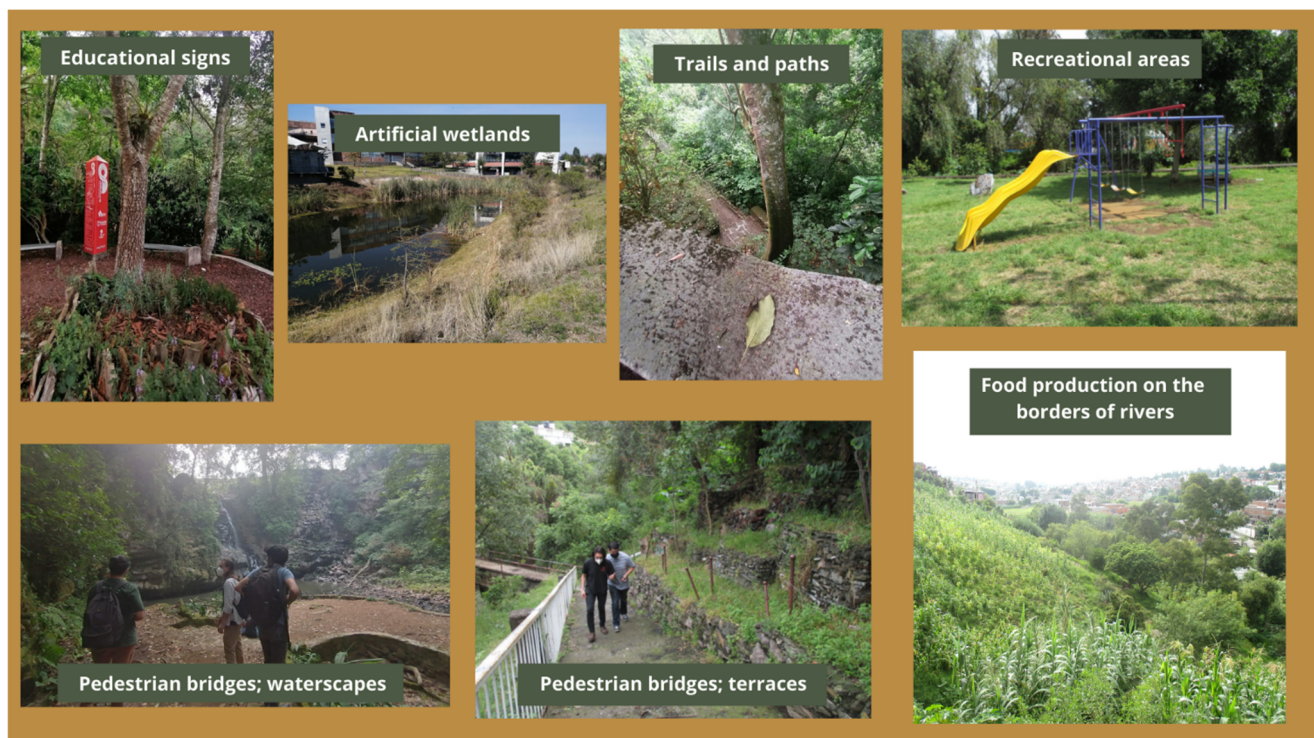 Educational signs
Artificial wetlands
Trails and paths
Recreational areas
Food production on the
borders of rivers
Pedestrian bridges; waterscapes
Pedestrian bridges; terraces